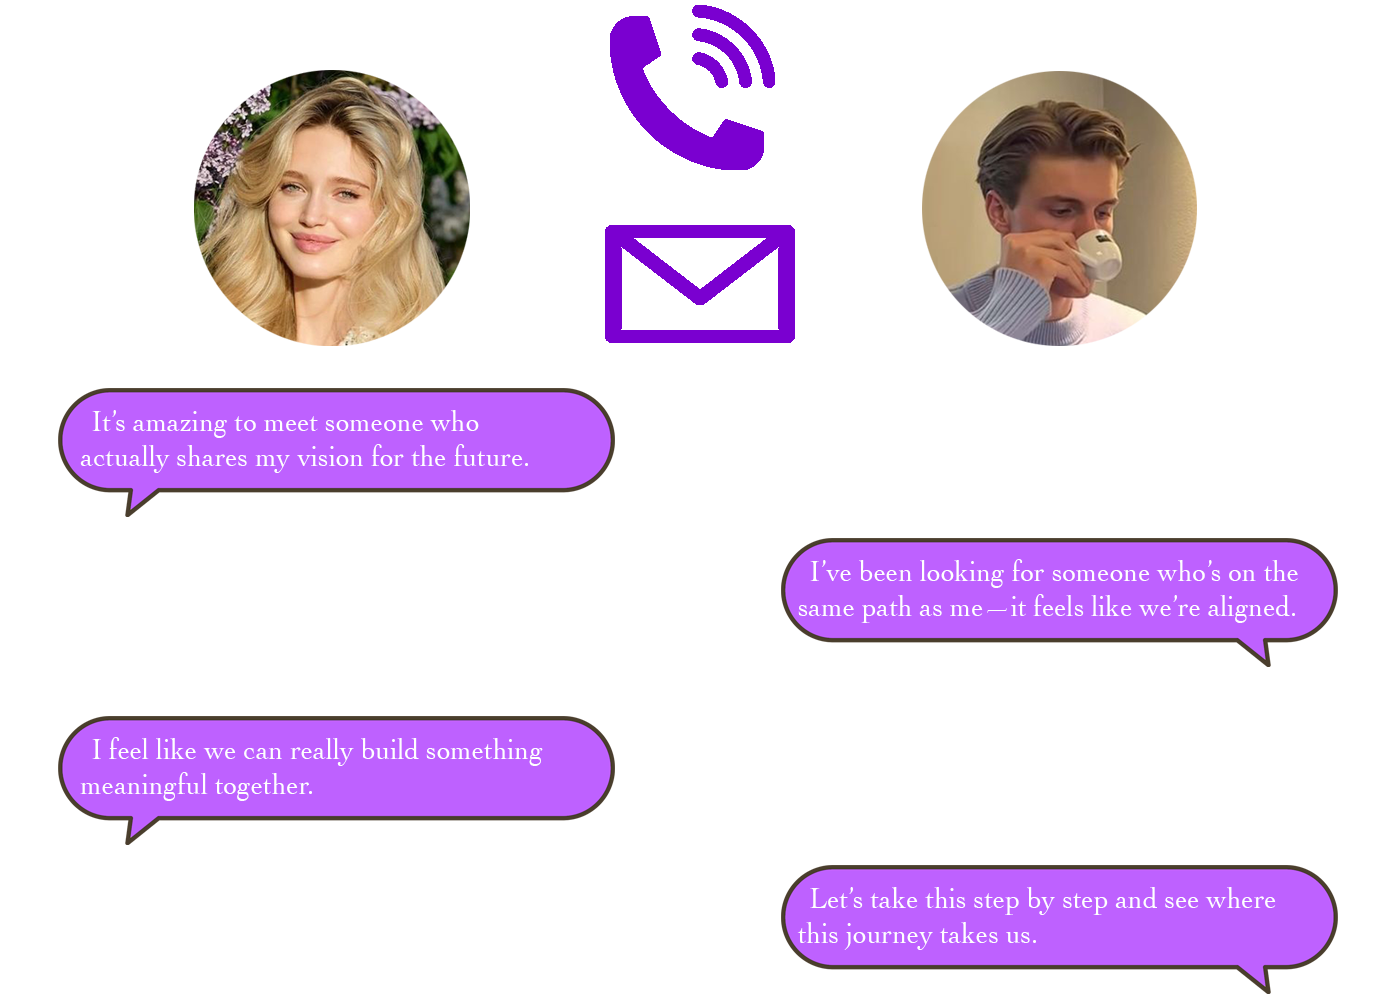 It’s amazing to meet someone who
actually shares my vision for the future.
I’ve been looking for someone who’s on the
same path as me—it feels like we’re aligned.
I feel like we can really build something
meaningful together.
Let’s take this step by step and see where
this journey takes us.